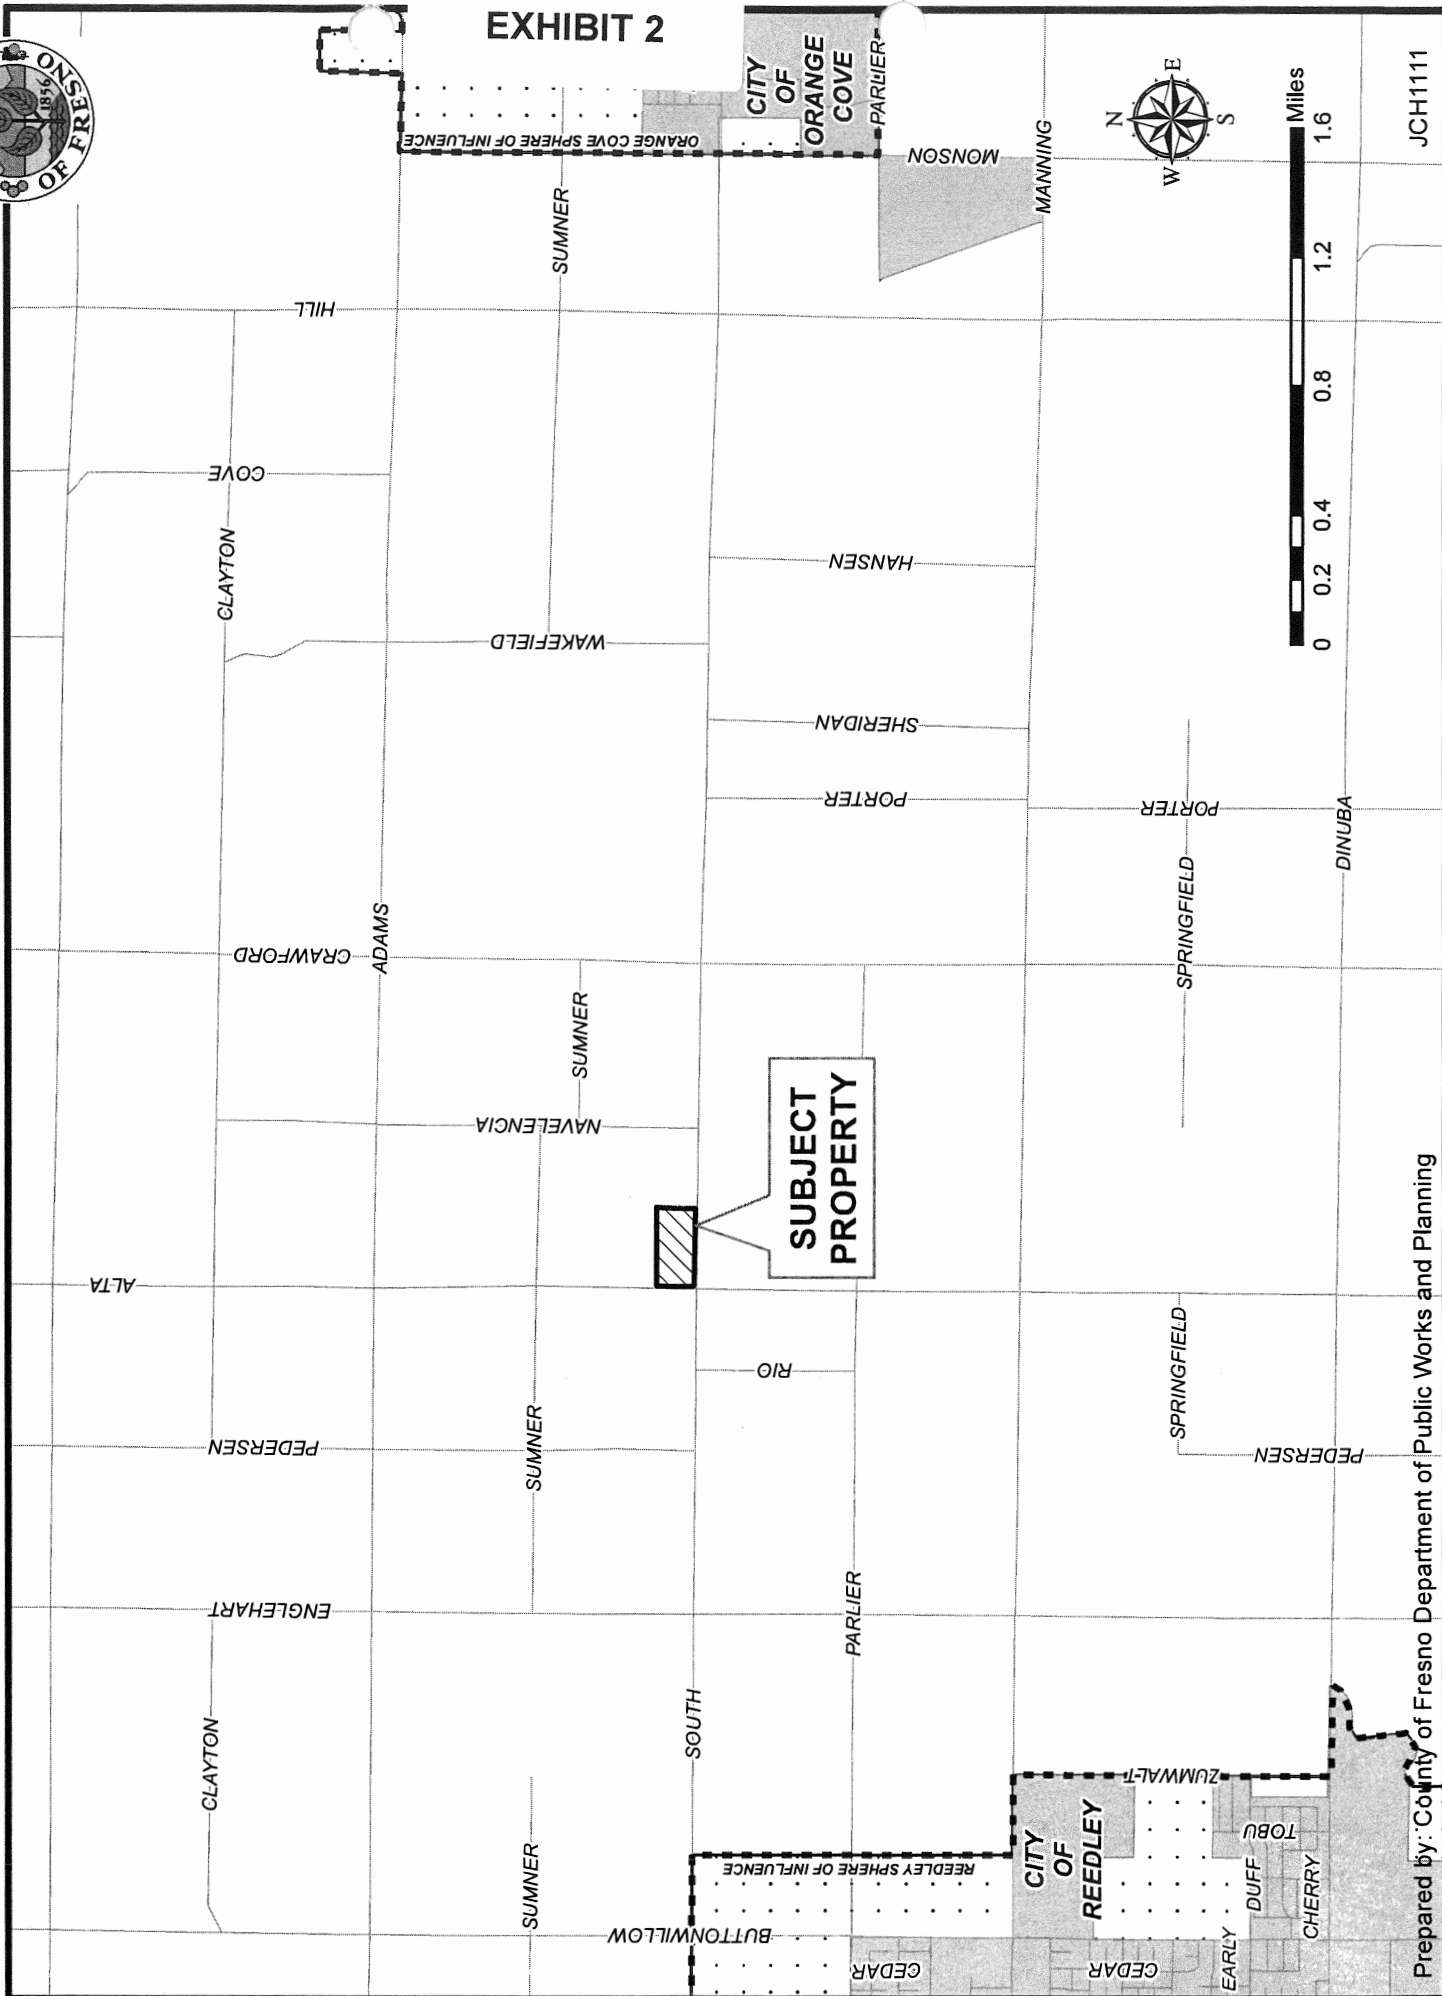 EXHIBIT 2
OF FRESNO
1856
CITY
OF
ORANGE
COVE
ORANGE COVE SPHERE OF INFLUENCE
PARLIER
MONSON
MANNING
SUMNER
HILL
COVE
CLAYTON
HANSEN
WAKEFIELD
SHERIDAN
PORTER
PORTER
SPRINGFIELD
DINUBA
CRAWFORD
ADAMS
SUMNER
NAVELENCIA
SUBJECT
PROPERTY
ALTA
RIO
PEDERSEN
SUMNER
SPRINGFIELD
PEDERSEN
ENGLEHART
PARLIER
CLAYTON
SOUTH
SUMNER
BUTTONWILLOW
REEDLEY SPHERE OF INFLUENCE
CITY
OF
REEDLEY
ZUMWALT
TOBU
DUFF
CHERRY
EARLY
CEDAR
CEDAR
N
E
S
W
0 0.2 0.4 0.8 1.2 1.6
Miles
JCH1111
Prepared by: County of Fresno Department of Public Works and Planning